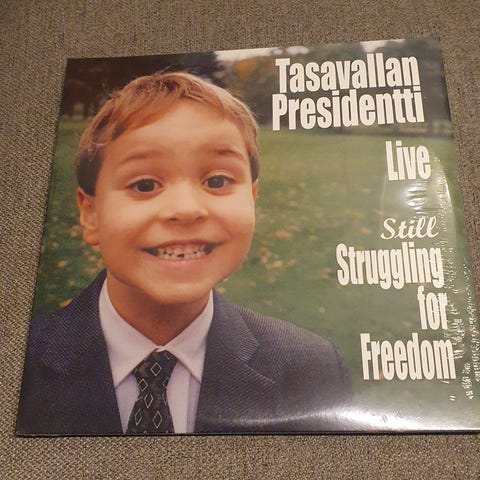 Tasavallan
Presidentti
Live
Still
Struggling
for
Freedom